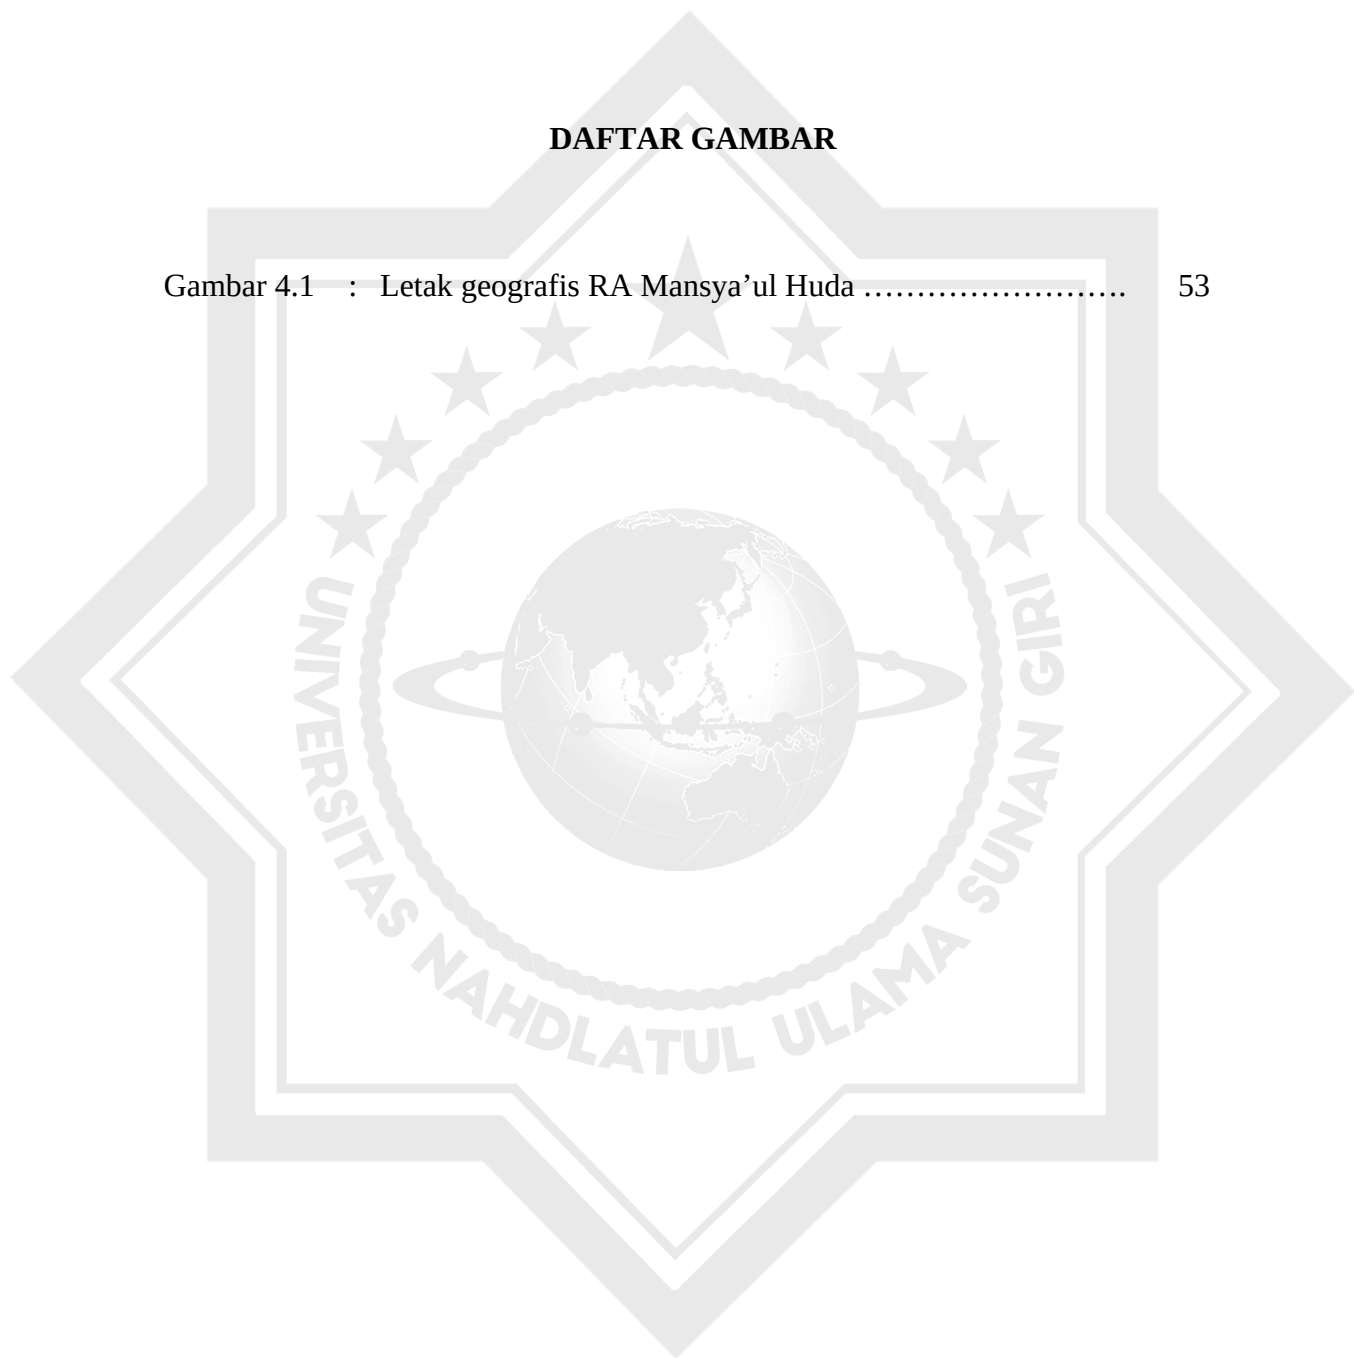 DAFTAR GAMBAR
Gambar 4.1 : Letak geografis RA Mansya’ul Huda ……………………. 53
UNIVERSITAS NAHDLATUL ULAMA SUNAN GIRI